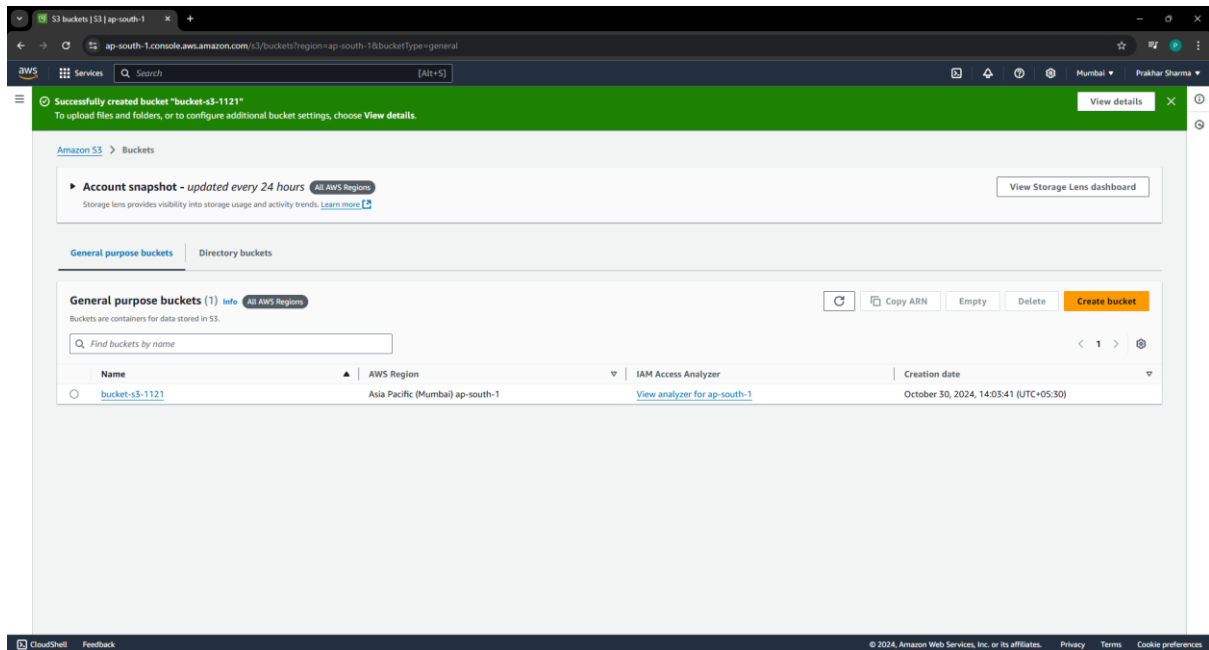 S3 buckets | S3 | ap-south-1
ap-south-1.console.aws.amazon.com/s3/buckets?region=ap-south-1&bucketType=general
aws Services Search [Alt+S] Mumbai Prakhar Sharma
Successfully created bucket "bucket-s3-1121" View details
To upload files and folders, or to configure additional bucket settings, choose View details.
Amazon S3 > Buckets
Account snapshot - updated every 24 hours All AWS Regions View Storage Lens dashboard
Storage lens provides visibility into storage usage and activity trends. Learn more
General purpose buckets Directory buckets
General purpose buckets (1) Info All AWS Regions Copy ARN Empty Delete Create bucket
Buckets are containers for data stored in S3.
Find buckets by name 1
Name AWS Region IAM Access Analyzer Creation date
bucket-s3-1121 Asia Pacific (Mumbai) ap-south-1 View analyzer for ap-south-1 October 30, 2024, 14:03:41 (UTC+05:30)
CloudShell Feedback © 2024, Amazon Web Services, Inc. or its affiliates. Privacy Terms Cookie preferences